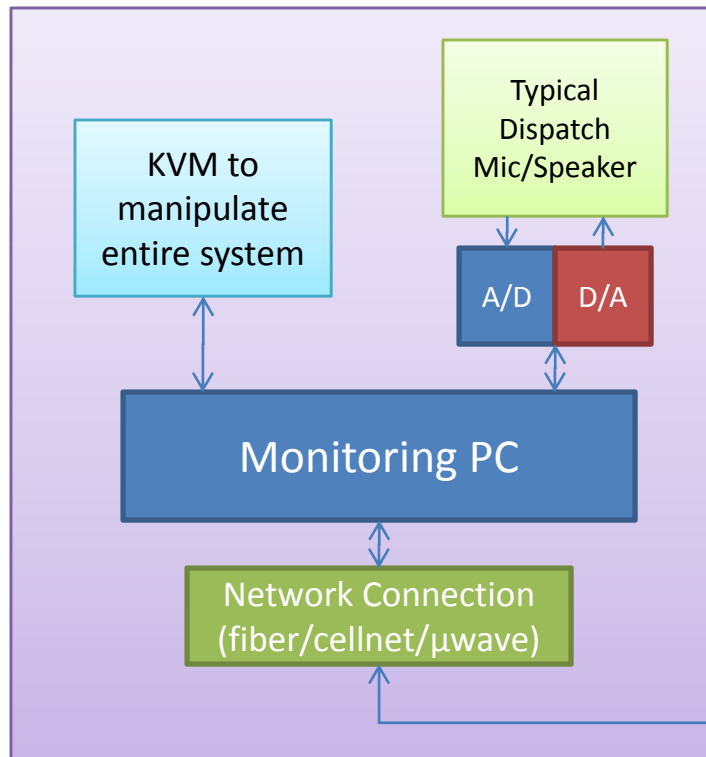 Typical
Dispatch
Mic/Speaker
KVM to
manipulate
entire system
A/D
D/A
Monitoring PC
Network Connection
(fiber/cellnet/µwave)